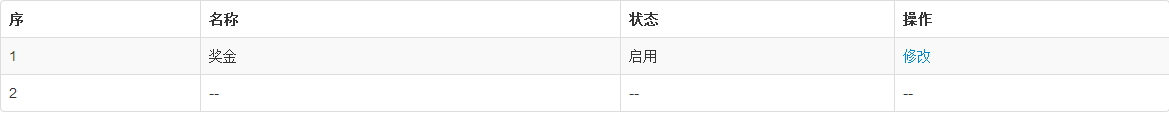 序 名称 状态 操作
1 奖金 启用 修改
2 -- -- --